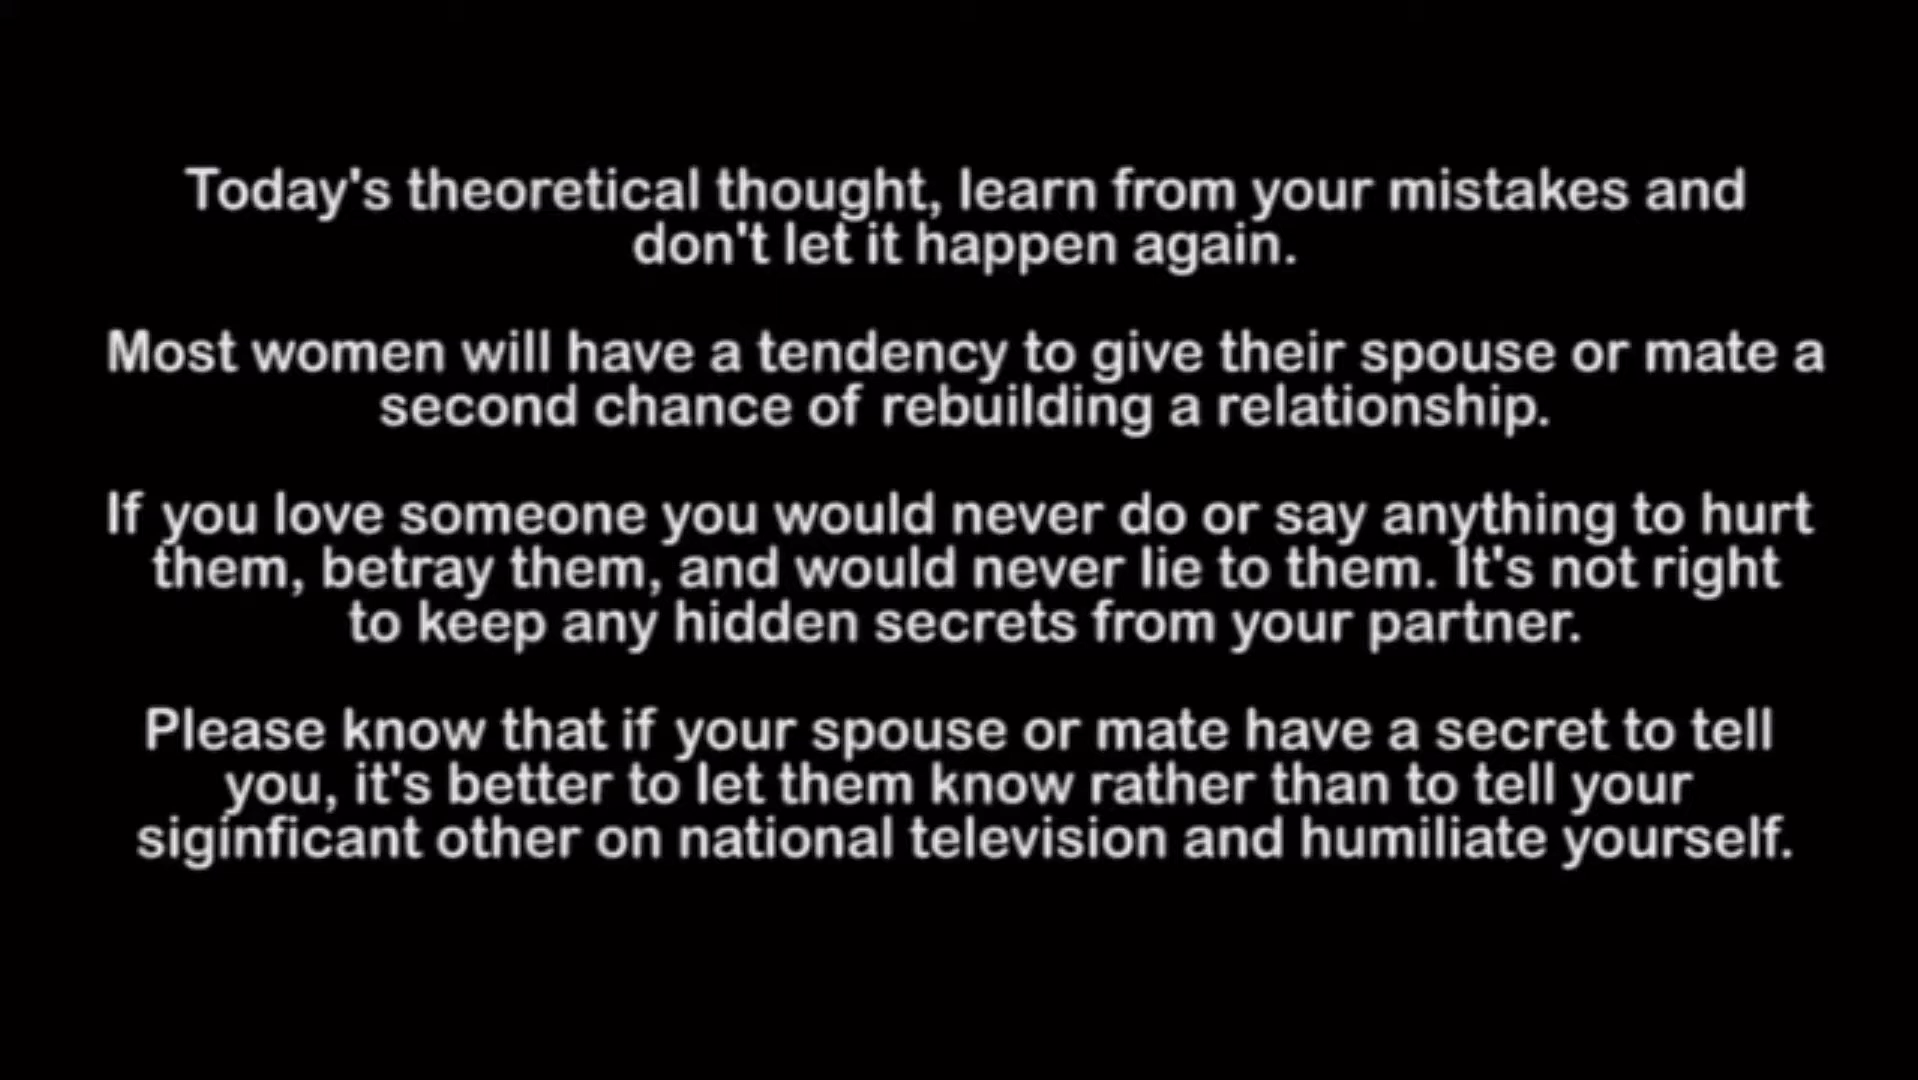 Today's theoretical thought, learn from your mistakes and
don't let it happen again.
Most women will have a tendency to give their spouse or mate a
second chance of rebuilding a relationship.
If you love someone you would never do or say anything to hurt
them, betray them, and would never lie to them. It's not right
to keep any hidden secrets from your partner.
Please know that if your spouse or mate have a secret to tell
you, it's better to let them know rather than to tell your
siginficant other on national television and humiliate yourself.